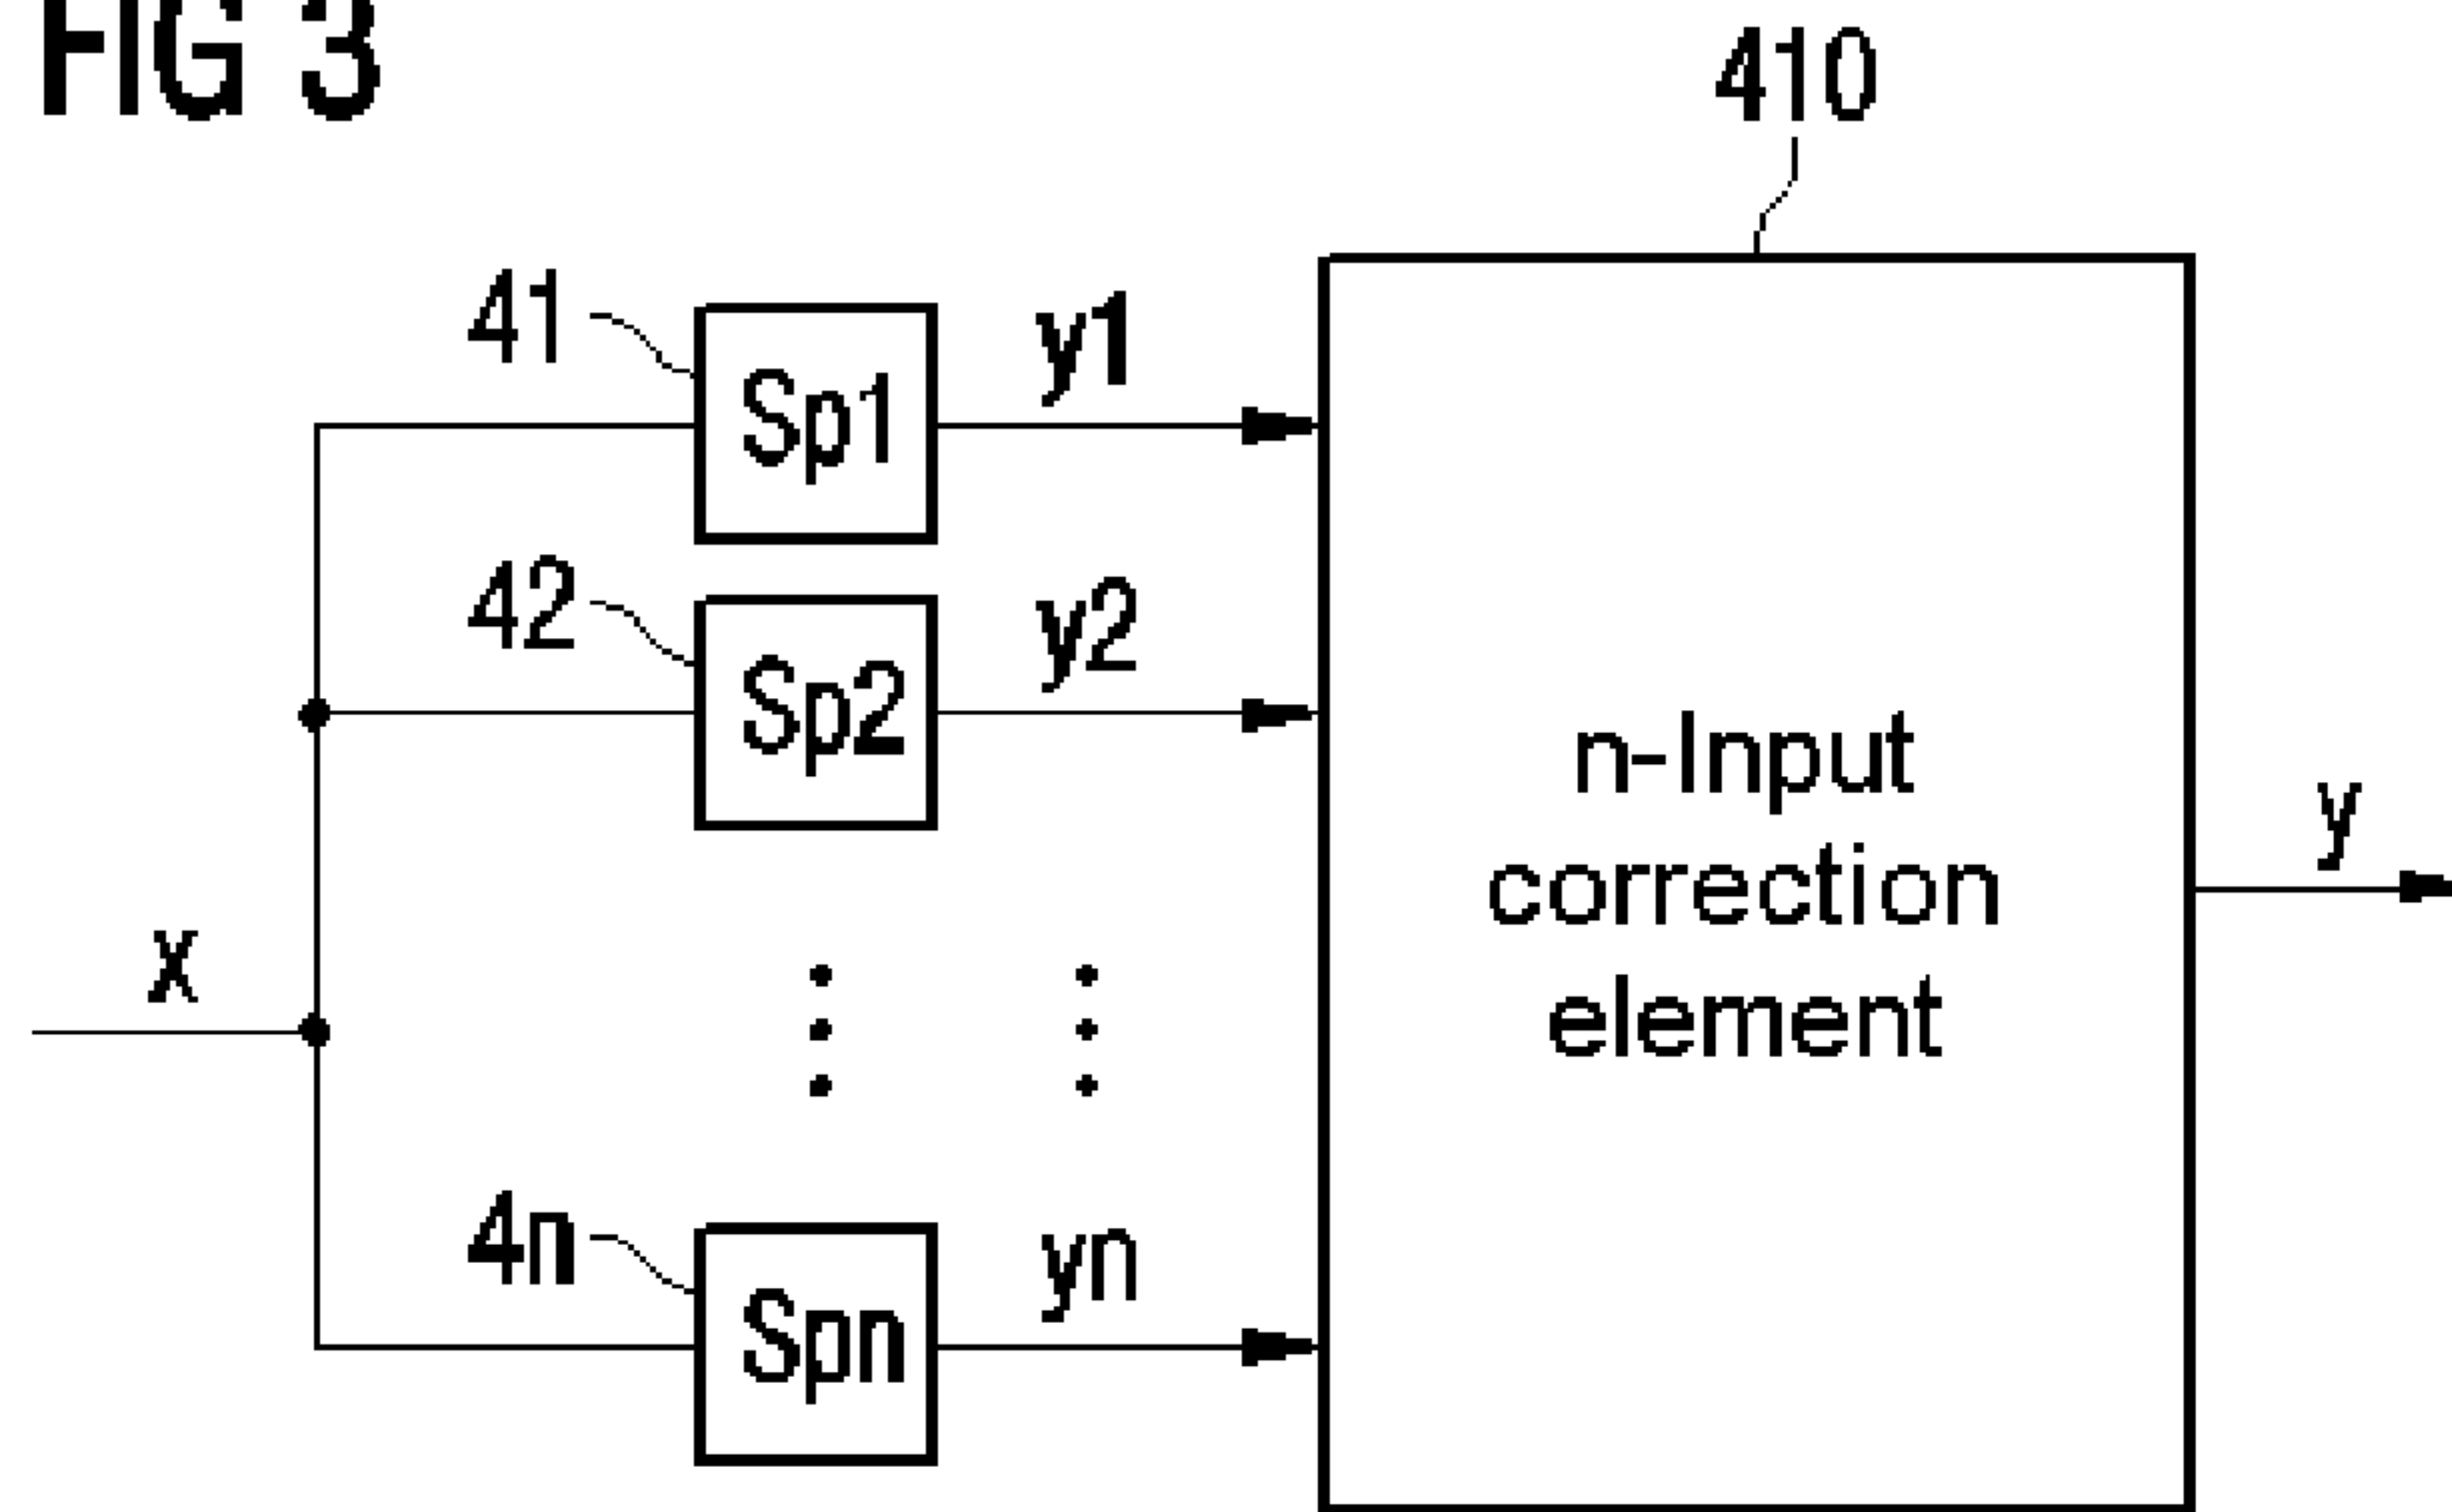 FIG 3
410
41
Sp1
y1
42
Sp2
y2
n-Input
correction
element
y
x
4n
Spn
yn